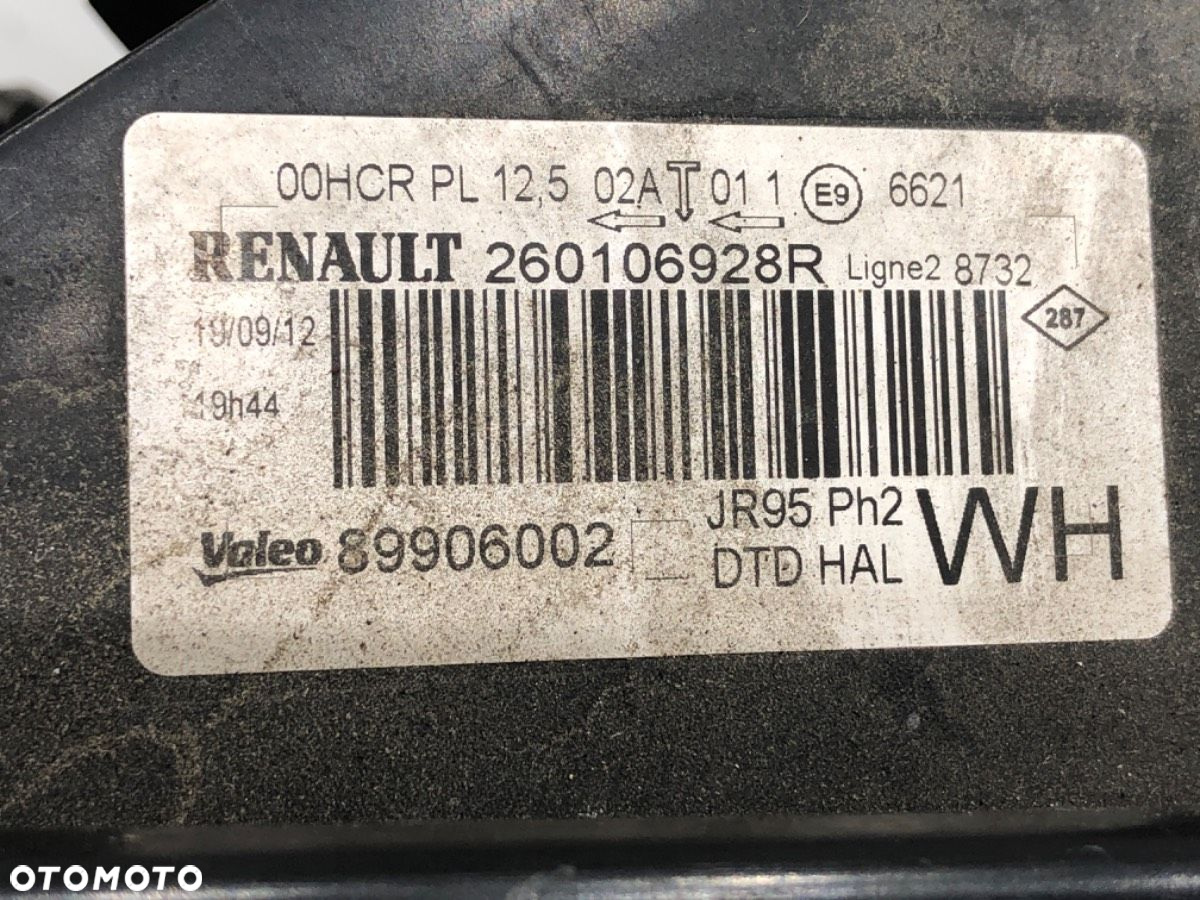 00HCR PL 12,5 02A T 01 1 E9 6621
RENAULT 260106928R Ligne2 8732
287
19/09/12
19h44
Valeo 89906002
JR95 Ph2
DTD HAL
WH
OTOMOTO